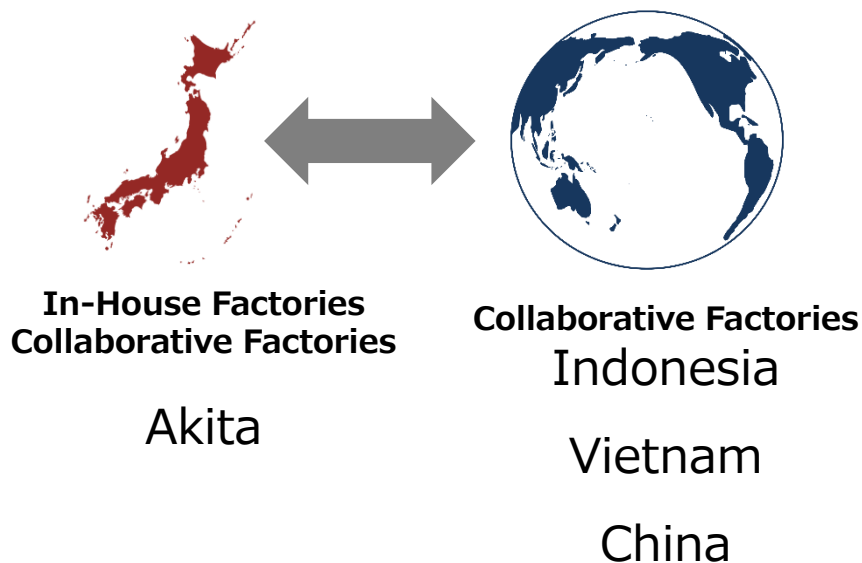 In-House Factories
Collaborative Factories
Akita
Collaborative Factories
Indonesia
Vietnam
China